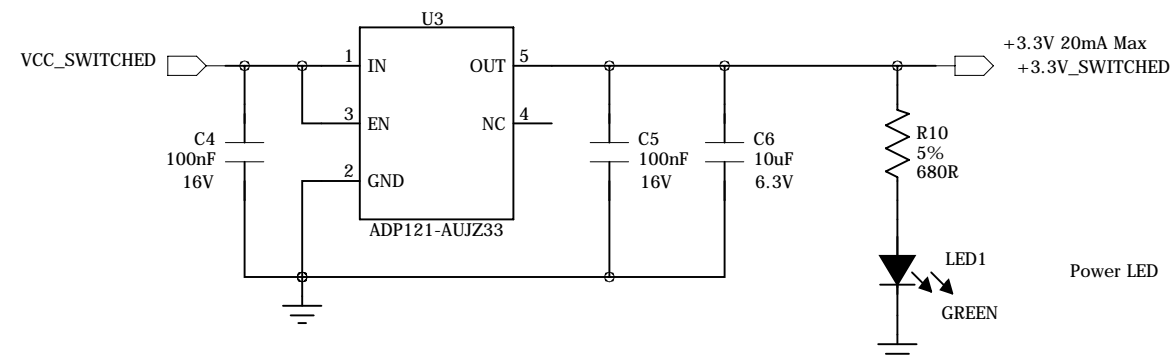 U3
+3.3V 20mA Max
VCC_SWITCHED
1
IN
OUT
5
+3.3V_SWITCHED
3
EN
NC
4
C4
100nF
16V
C5
100nF
16V
C6
10uF
6.3V
R10
5%
680R
2
GND
ADP121-AUJZ33
LED1
Power LED
GREEN